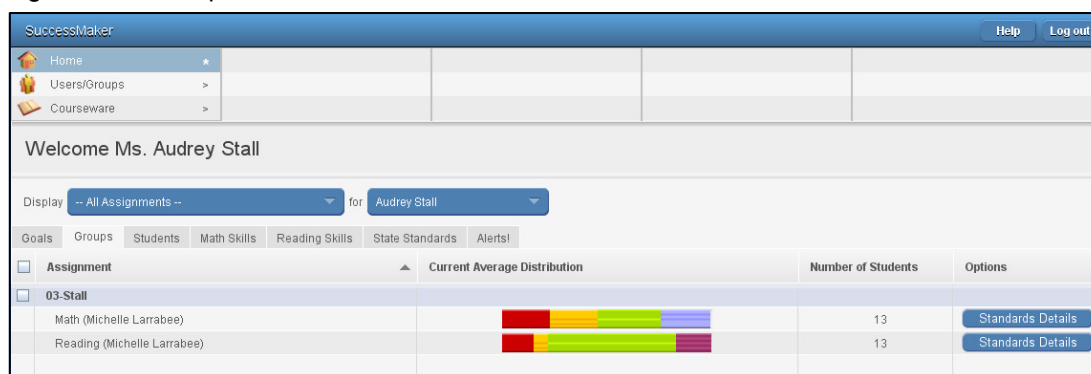 SuccessMaker Help Log out
Home
Users/Groups >
Courseware >
Welcome Ms. Audrey Stall
Display -- All Assignments -- for Audrey Stall
Goals Groups Students Math Skills Reading Skills State Standards Alerts!
Assignment Current Average Distribution Number of Students Options
03-Stall
Math (Michelle Larrabee) 13 Standards Details
Reading (Michelle Larrabee) 13 Standards Details